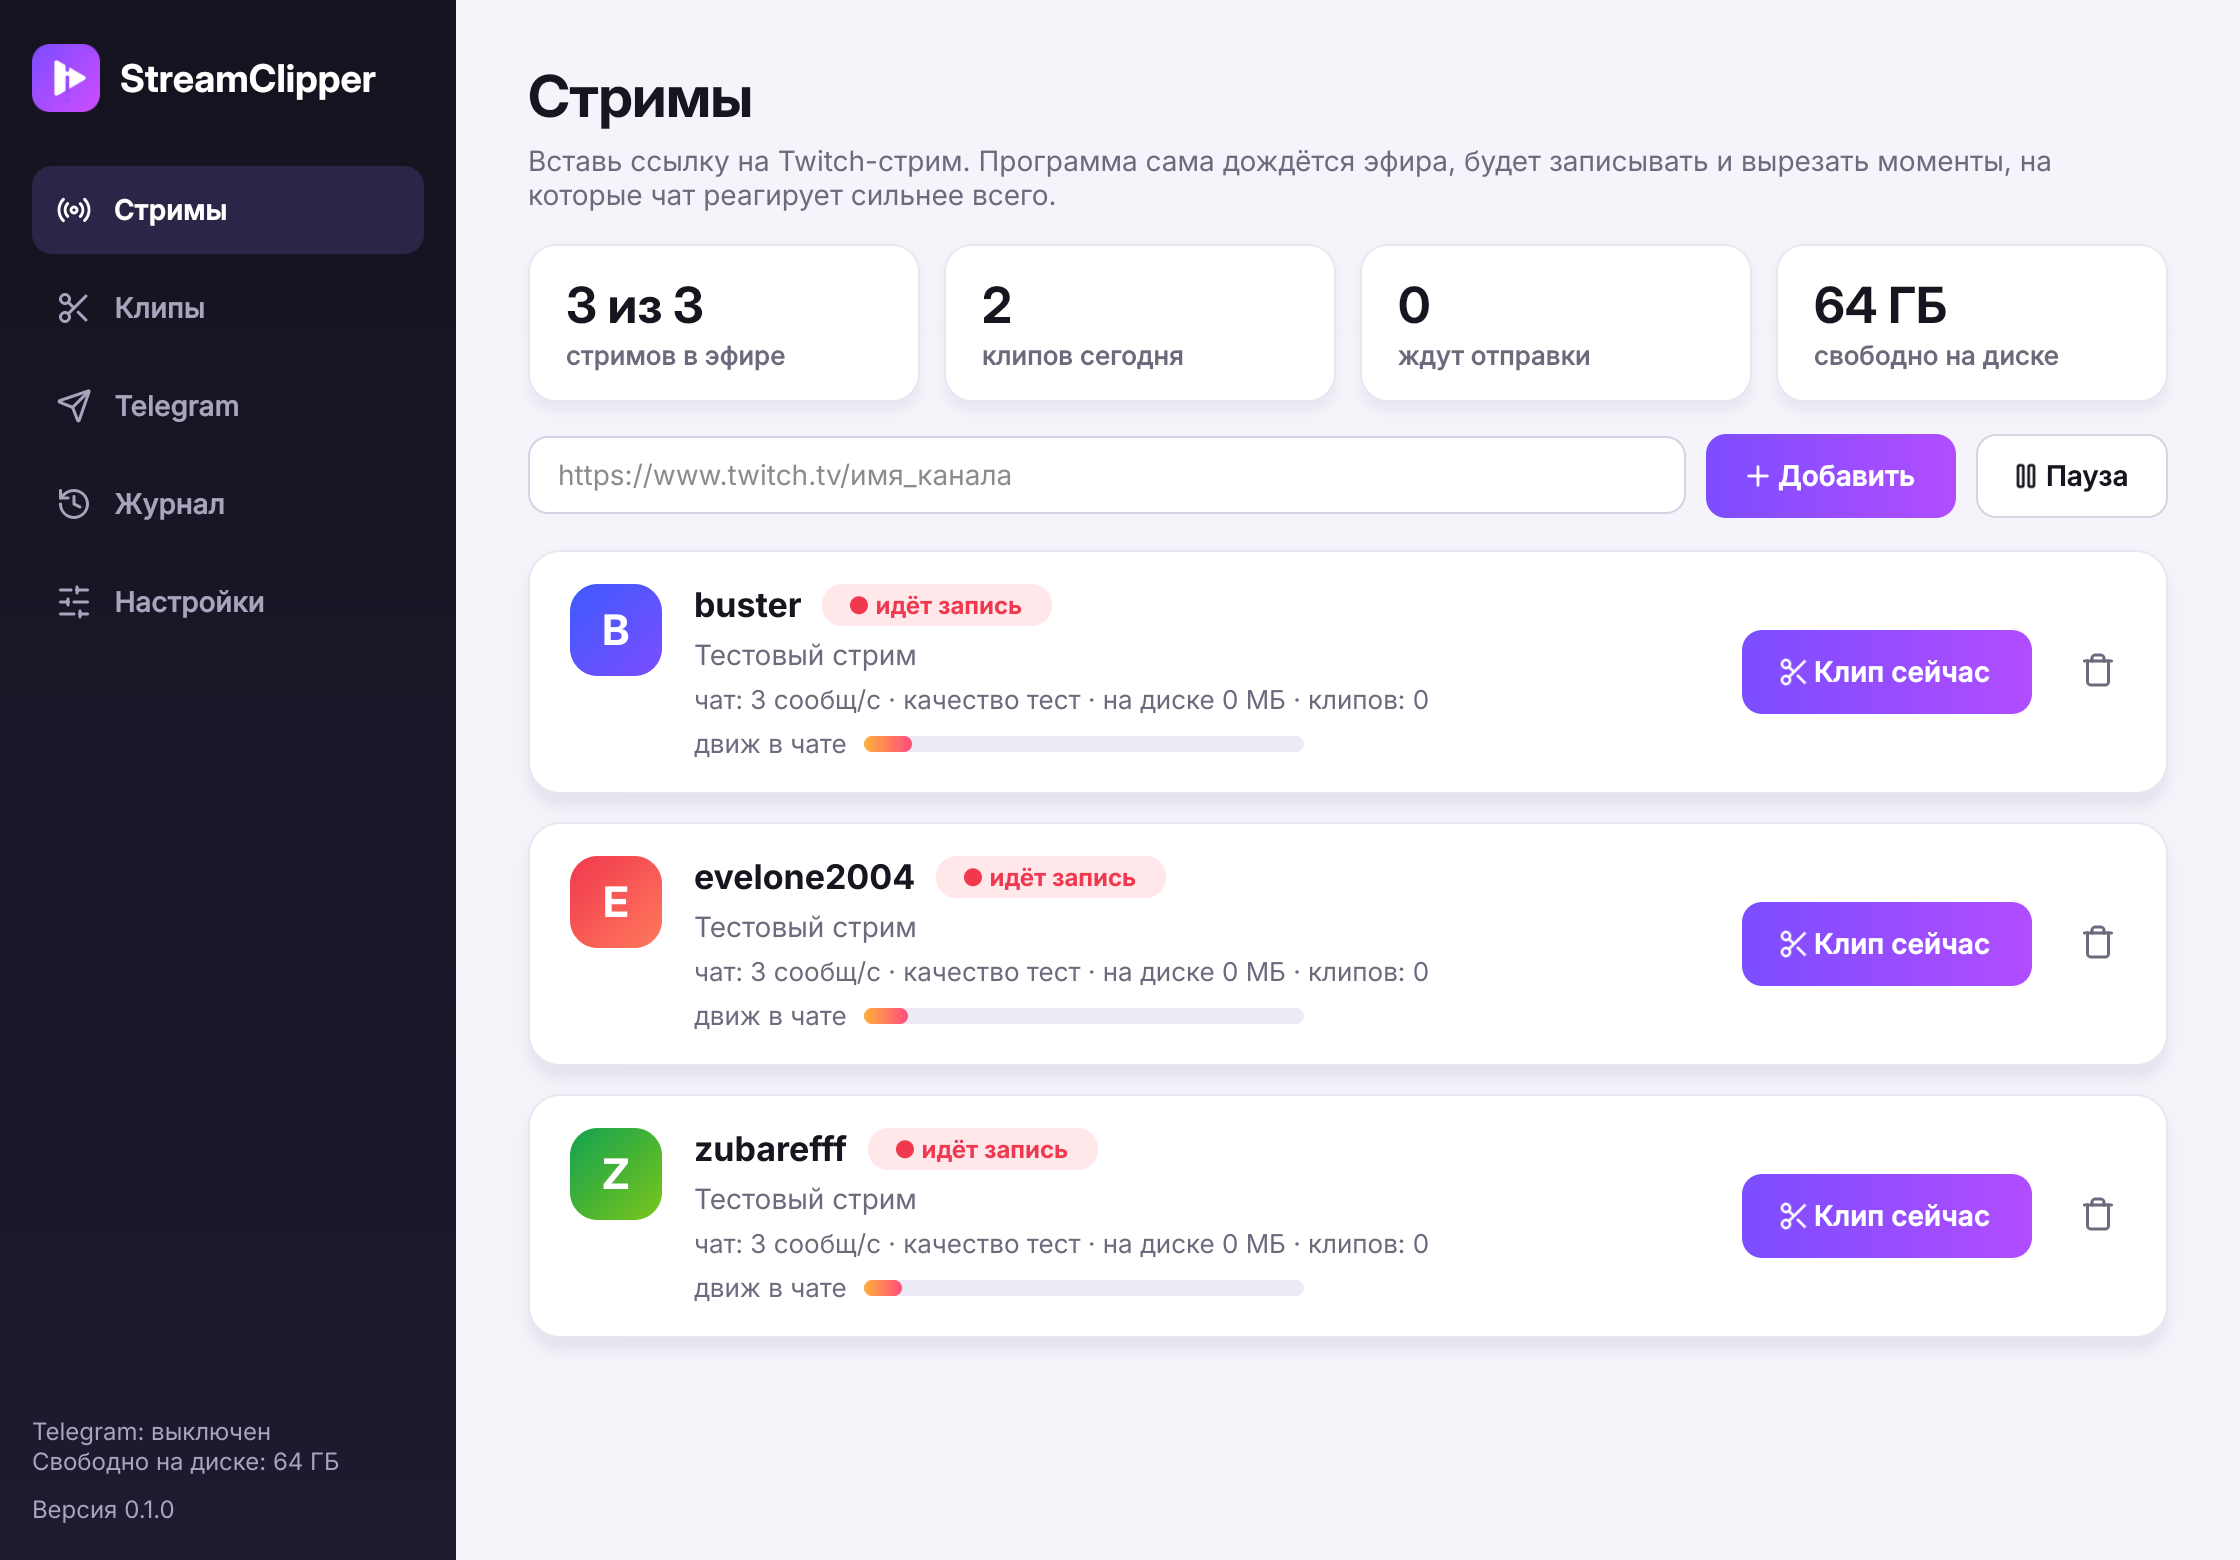 StreamClipper
Стримы
Клипы
Telegram
Журнал
Настройки
Telegram: выключен
Свободно на диске: 64 ГБ
Версия 0.1.0
Стримы
Вставь ссылку на Twitch-стрим. Программа сама дождётся эфира, будет записывать и вырезать моменты, на
которые чат реагирует сильнее всего.
3 из 3
стримов в эфире
2
клипов сегодня
0
ждут отправки
64 ГБ
свободно на диске
https://www.twitch.tv/имя_канала
Добавить
Пауза
B
buster
идёт запись
Тестовый стрим
чат: 3 сообщ/с · качество тест · на диске 0 МБ · клипов: 0
движ в чате
Клип сейчас
E
evelone2004
идёт запись
Тестовый стрим
чат: 3 сообщ/с · качество тест · на диске 0 МБ · клипов: 0
движ в чате
Клип сейчас
Z
zubarefff
идёт запись
Тестовый стрим
чат: 3 сообщ/с · качество тест · на диске 0 МБ · клипов: 0
движ в чате
Клип сейчас